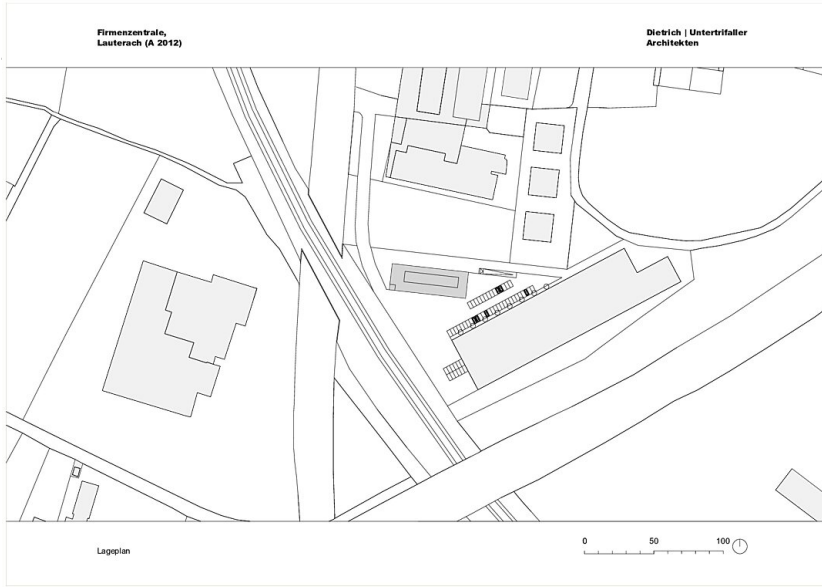 Firmenzentrale,
Lauterach (A 2012)
Dietrich | Untertrifaller
Architekten
Lageplan
0 50 100